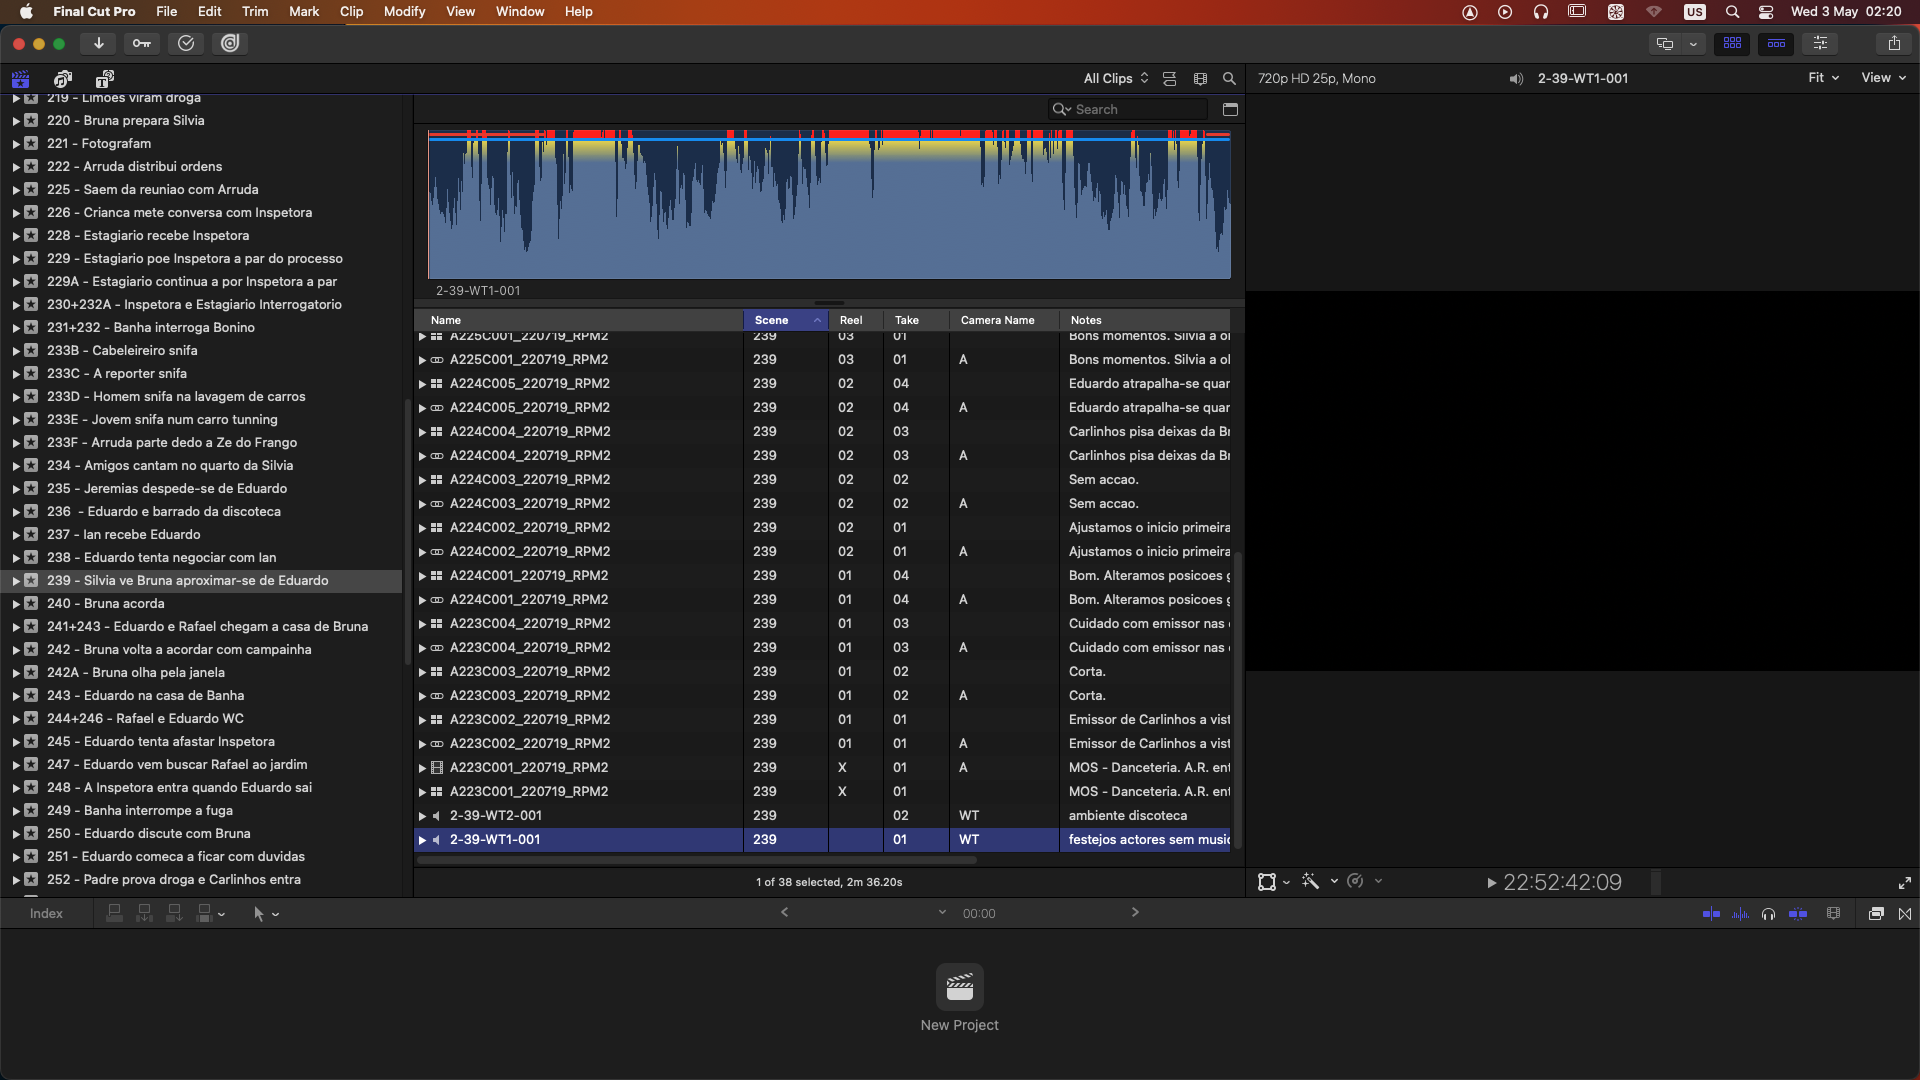 Final Cut Pro File Edit Trim Mark Clip Modify View Window Help US Wed 3 May 02:20
All Clips 720p HD 25p, Mono 2-39-WT1-001 Fit View
Search
219 - Limoes viram droga
220 - Bruna prepara Silvia
221 - Fotografam
222 - Arruda distribui ordens
225 - Saem da reuniao com Arruda
226 - Crianca mete conversa com Inspetora
228 - Estagiario recebe Inspetora
229 - Estagiario poe Inspetora a par do processo
229A - Estagiario continua a por Inspetora a par
230+232A - Inspetora e Estagiario Interrogatorio
231+232 - Banha interroga Bonino
233B - Cabeleireiro snifa
233C - A reporter snifa
233D - Homem snifa na lavagem de carros
233E - Jovem snifa num carro tunning
233F - Arruda parte dedo a Ze do Frango
234 - Amigos cantam no quarto da Silvia
235 - Jeremias despede-se de Eduardo
236  - Eduardo e barrado da discoteca
237 - Ian recebe Eduardo
238 - Eduardo tenta negociar com Ian
239 - Silvia ve Bruna aproximar-se de Eduardo
240 - Bruna acorda
241+243 - Eduardo e Rafael chegam a casa de Bruna
242 - Bruna volta a acordar com campainha
242A - Bruna olha pela janela
243 - Eduardo na casa de Banha
244+246 - Rafael e Eduardo WC
245 - Eduardo tenta afastar Inspetora
247 - Eduardo vem buscar Rafael ao jardim
248 - A Inspetora entra quando Eduardo sai
249 - Banha interrompe a fuga
250 - Eduardo discute com Bruna
251 - Eduardo comeca a ficar com duvidas
252 - Padre prova droga e Carlinhos entra
2-39-WT1-001
Name Scene Reel Take Camera Name Notes
A225C001_220719_RPM2 239 03 01 Bons momentos. Silvia a ol
A225C001_220719_RPM2 239 03 01 A Bons momentos. Silvia a ol
A224C005_220719_RPM2 239 02 04 Eduardo atrapalha-se quan
A224C005_220719_RPM2 239 02 04 A Eduardo atrapalha-se quan
A224C004_220719_RPM2 239 02 03 Carlinhos pisa deixas da Br
A224C004_220719_RPM2 239 02 03 A Carlinhos pisa deixas da Br
A224C003_220719_RPM2 239 02 02 Sem accao.
A224C003_220719_RPM2 239 02 02 A Sem accao.
A224C002_220719_RPM2 239 02 01 Ajustamos o inicio primeira
A224C002_220719_RPM2 239 02 01 A Ajustamos o inicio primeira
A224C001_220719_RPM2 239 01 04 Bom. Alteramos posicoes g
A224C001_220719_RPM2 239 01 04 A Bom. Alteramos posicoes g
A223C004_220719_RPM2 239 01 03 Cuidado com emissor nas
A223C004_220719_RPM2 239 01 03 A Cuidado com emissor nas
A223C003_220719_RPM2 239 01 02 Corta.
A223C003_220719_RPM2 239 01 02 A Corta.
A223C002_220719_RPM2 239 01 01 Emissor de Carlinhos a vist
A223C002_220719_RPM2 239 01 01 A Emissor de Carlinhos a vist
A223C001_220719_RPM2 239 X 01 A MOS - Danceteria. A.R. ent
A223C001_220719_RPM2 239 X 01 MOS - Danceteria. A.R. ent
2-39-WT2-001 239 02 WT ambiente discoteca
2-39-WT1-001 239 01 WT festejos actores sem music
1 of 38 selected, 2m 36.20s
22:52:42:09
Index 00:00
New Project